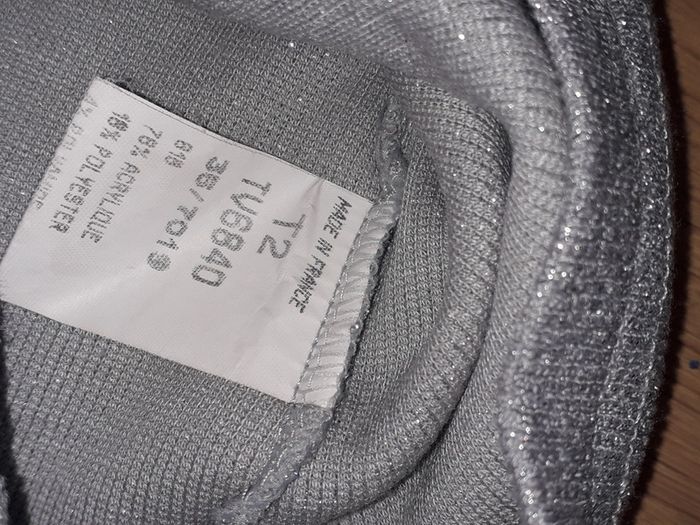 MADE IN FRANCE
T2
TV6840
36/7019
618
78% ACRYLIQUE
18% POLYESTER